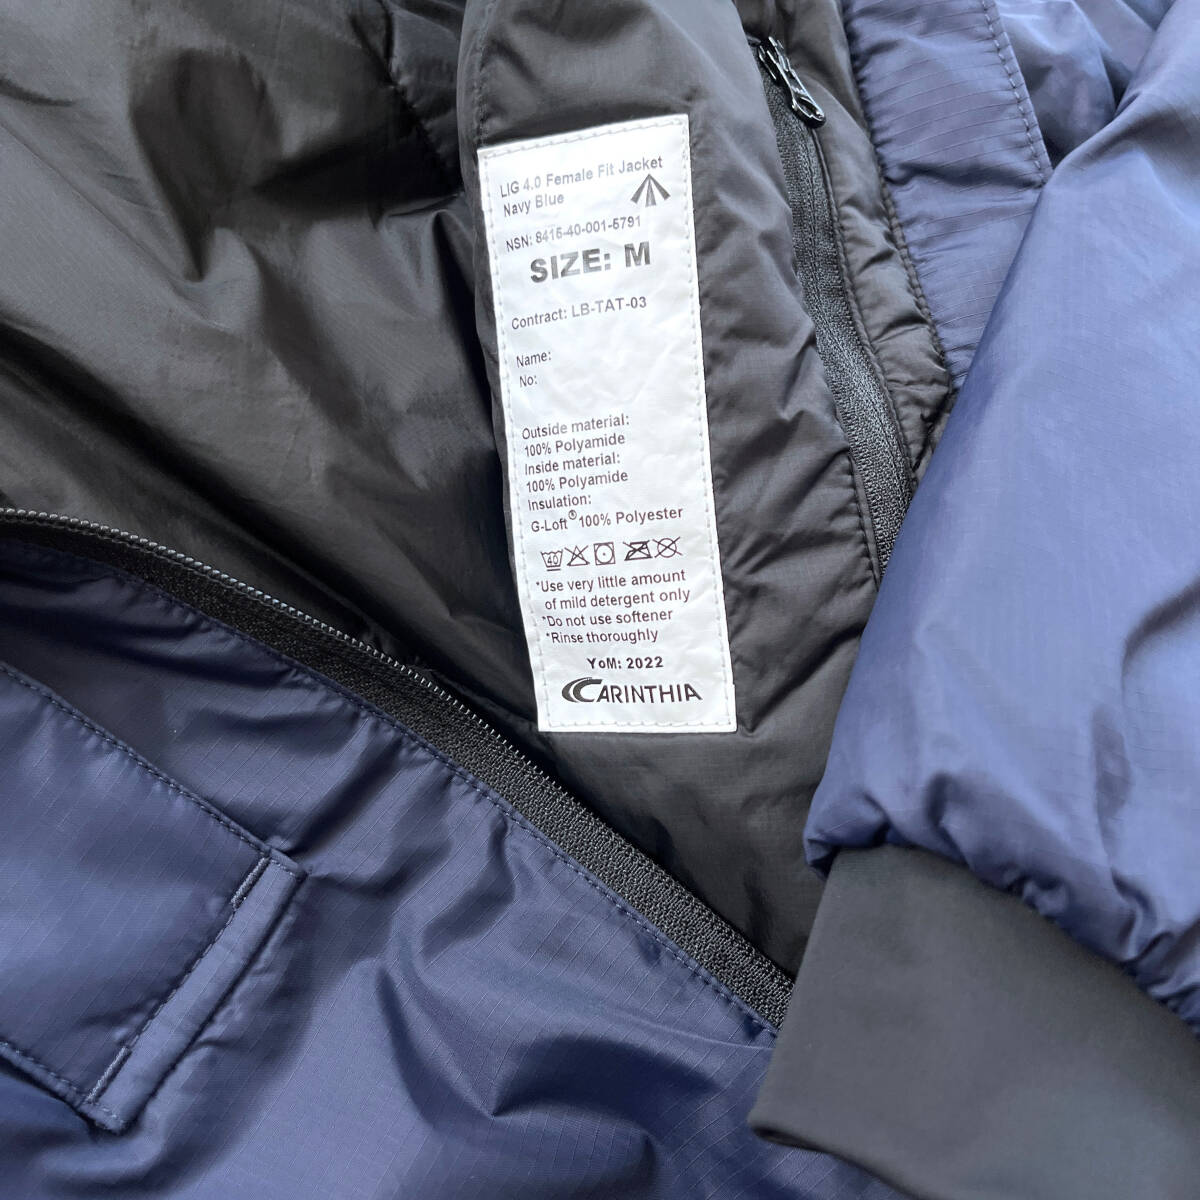 LIG 4.0 Female Fit Jacket
Navy Blue
NSN: 8415-40-001-5791
SIZE: M
Contract: LB-TAT-03
Name:
No:
Outside material:
100% Polyamide
Inside material:
100% Polyamide
Insulation:
G-Loft® 100% Polyester
40
*Use very little amount
of mild detergent only
*Do not use softener
*Rinse thoroughly
YoM: 2022
CARINTHIA